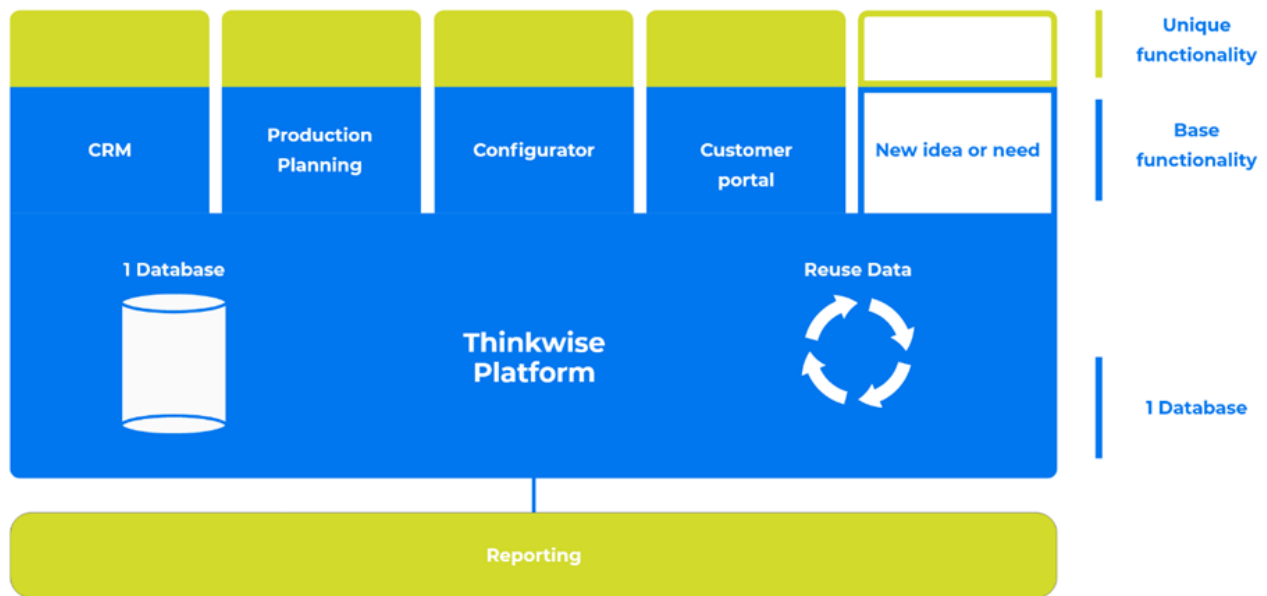 Unique
functionality
CRM
Production
Planning
Configurator
Customer
portal
New idea or need
Base
functionality
1 Database
Reuse Data
Thinkwise
Platform
1 Database
Reporting